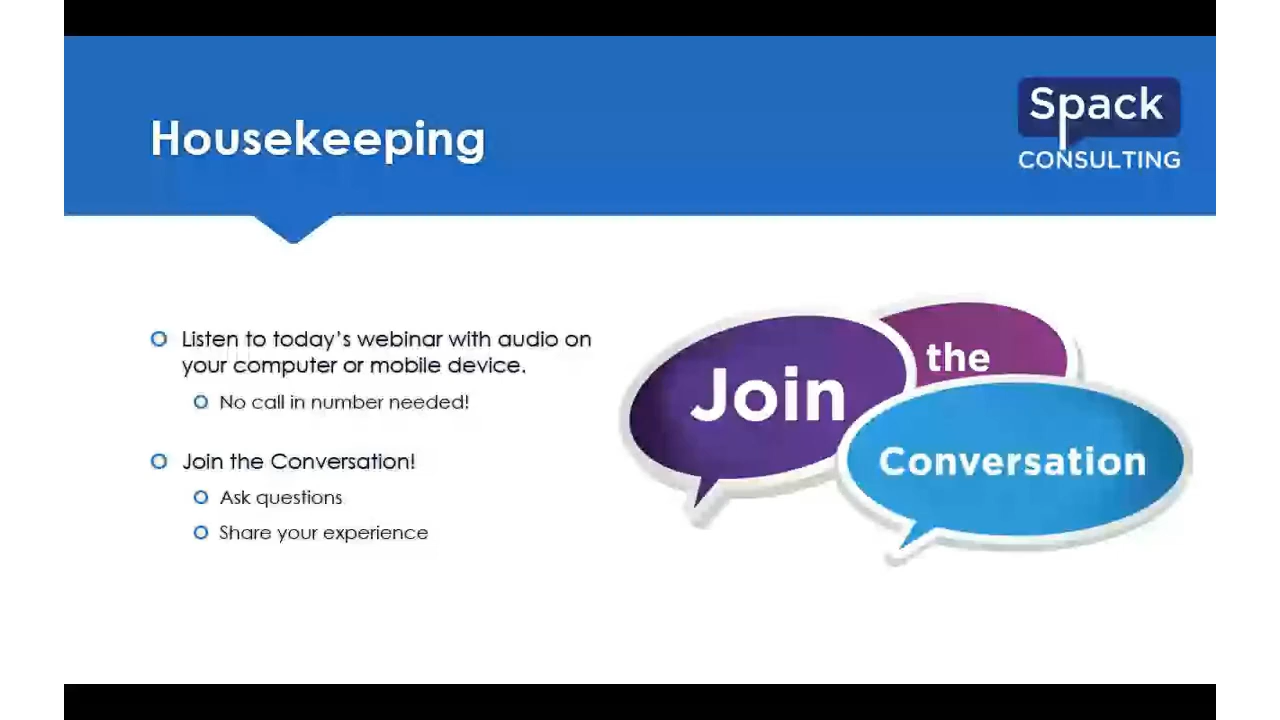 Housekeeping
Spack
CONSULTING
Listen to today's webinar with audio on
your computer or mobile device.
No call in number needed!
Join the Conversation!
Ask questions
Share your experience
Join
the
Conversation